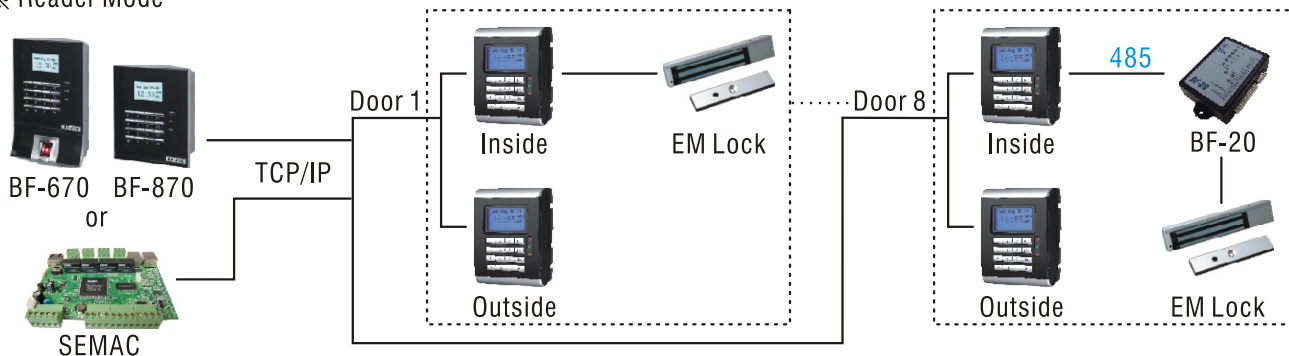 ※ Reader Mode
BF-670 BF-870
or
SEMAC
TCP/IP
Door 1
Inside
EM Lock
Outside
Door 8
Inside
485
BF-20
Outside
EM Lock